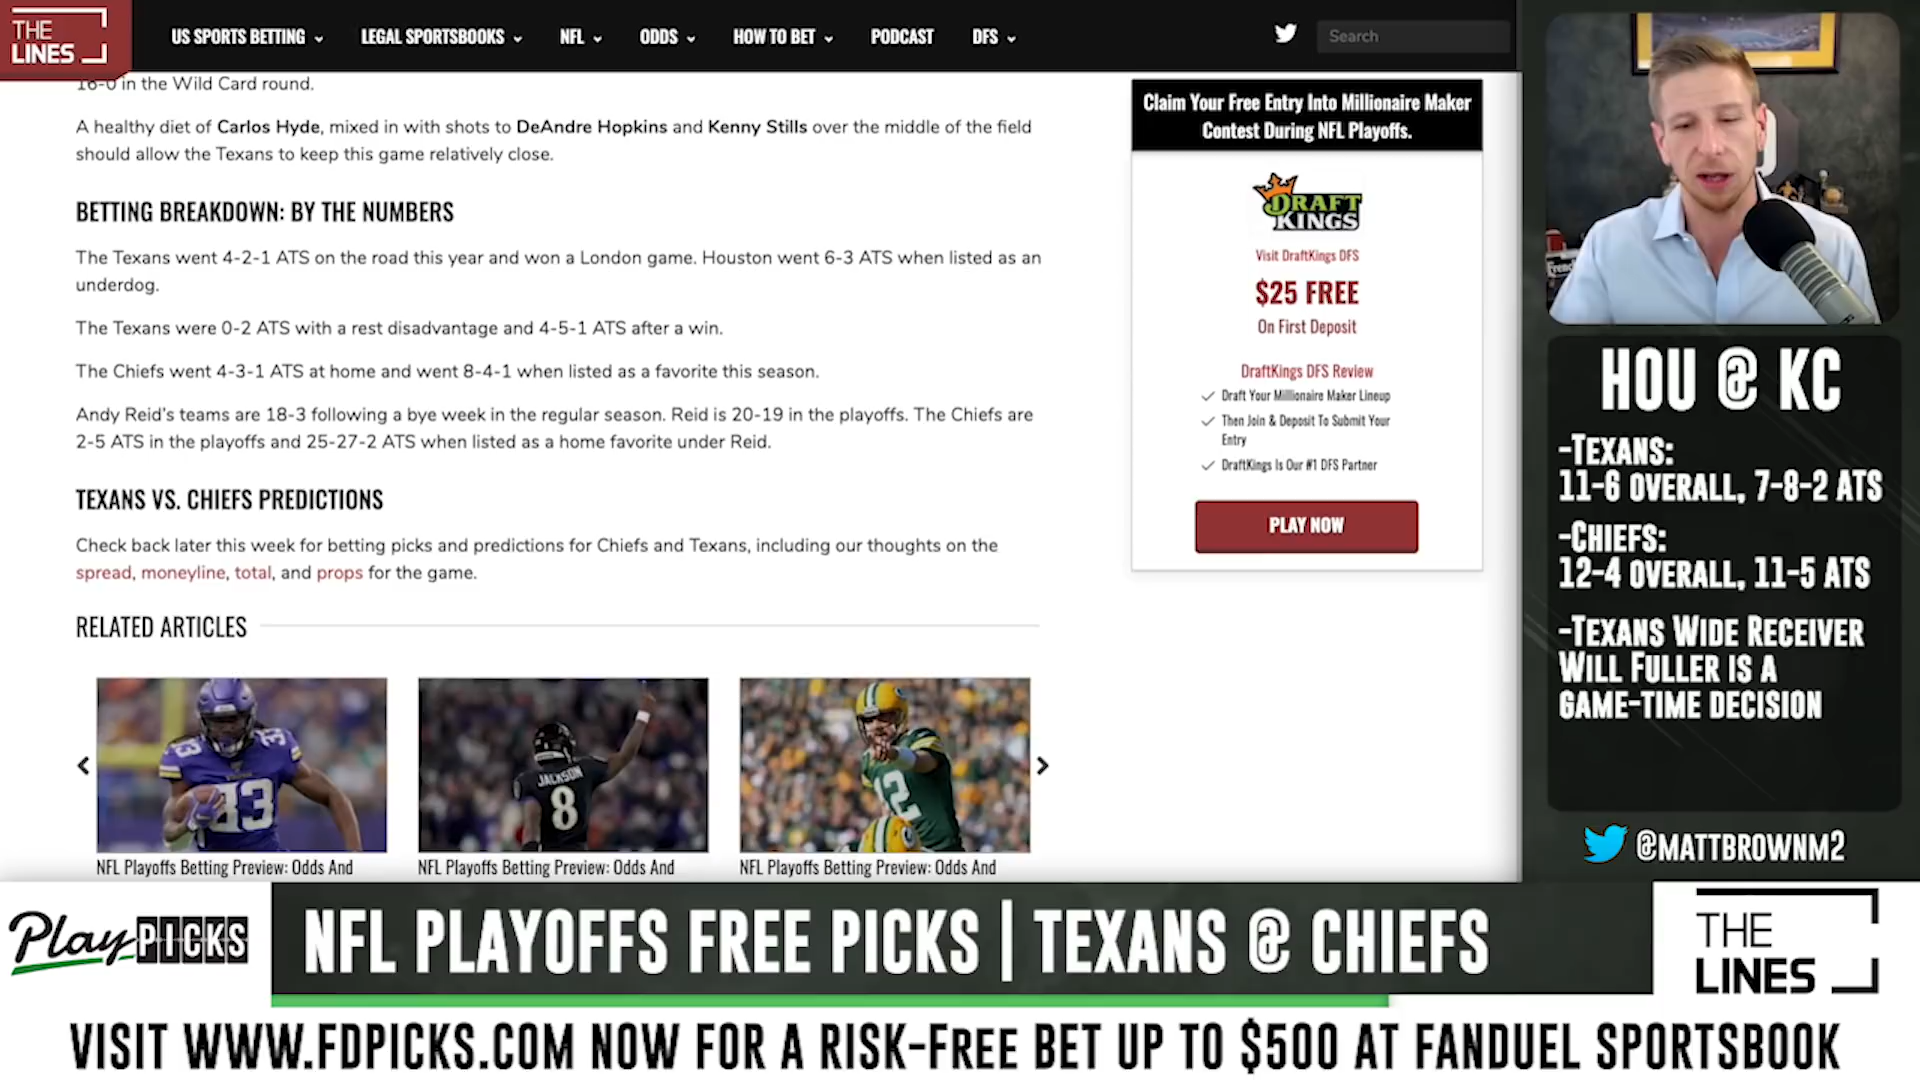 THE
LINES
US SPORTS BETTING
LEGAL SPORTSBOOKS
NFL
ODDS
HOW TO BET
PODCAST
DFS
Search
16-0 in the Wild Card round.
A healthy diet of Carlos Hyde, mixed in with shots to DeAndre Hopkins and Kenny Stills over the middle of the field
should allow the Texans to keep this game relatively close.
BETTING BREAKDOWN: BY THE NUMBERS
The Texans went 4-2-1 ATS on the road this year and won a London game. Houston went 6-3 ATS when listed as an
underdog.
The Texans were 0-2 ATS with a rest disadvantage and 4-5-1 ATS after a win.
The Chiefs went 4-3-1 ATS at home and went 8-4-1 when listed as a favorite this season.
Andy Reid's teams are 18-3 following a bye week in the regular season. Reid is 20-19 in the playoffs. The Chiefs are
2-5 ATS in the playoffs and 25-27-2 ATS when listed as a home favorite under Reid.
TEXANS VS. CHIEFS PREDICTIONS
Check back later this week for betting picks and predictions for Chiefs and Texans, including our thoughts on the
spread, moneyline, total, and props for the game.
RELATED ARTICLES
33
33
JACKSON
8
12
NFL Playoffs Betting Preview: Odds And
NFL Playoffs Betting Preview: Odds And
NFL Playoffs Betting Preview: Odds And
Claim Your Free Entry Into Millionaire Maker
Contest During NFL Playoffs.
DRAFT
KINGS
Visit DraftKings DFS
$25 FREE
On First Deposit
DraftKings DFS Review
Draft Your Millionaire Maker Lineup
Then Join & Deposit To Submit Your
Entry
DraftKings Is Our #1 DFS Partner
PLAY NOW
HOU @ KC
-TEXANS:
11-6 OVERALL, 7-8-2 ATS
-CHIEFS:
12-4 OVERALL, 11-5 ATS
-TEXANS WIDE RECEIVER
WILL FULLER IS A
GAME-TIME DECISION
@MATTBROWNM2
Play PICKS
NFL PLAYOFFS FREE PICKS | TEXANS @ CHIEFS
THE
LINES
VISIT WWW.FDPICKS.COM NOW FOR A RISK-FREE BET UP TO $500 AT FANDUEL SPORTSBOOK